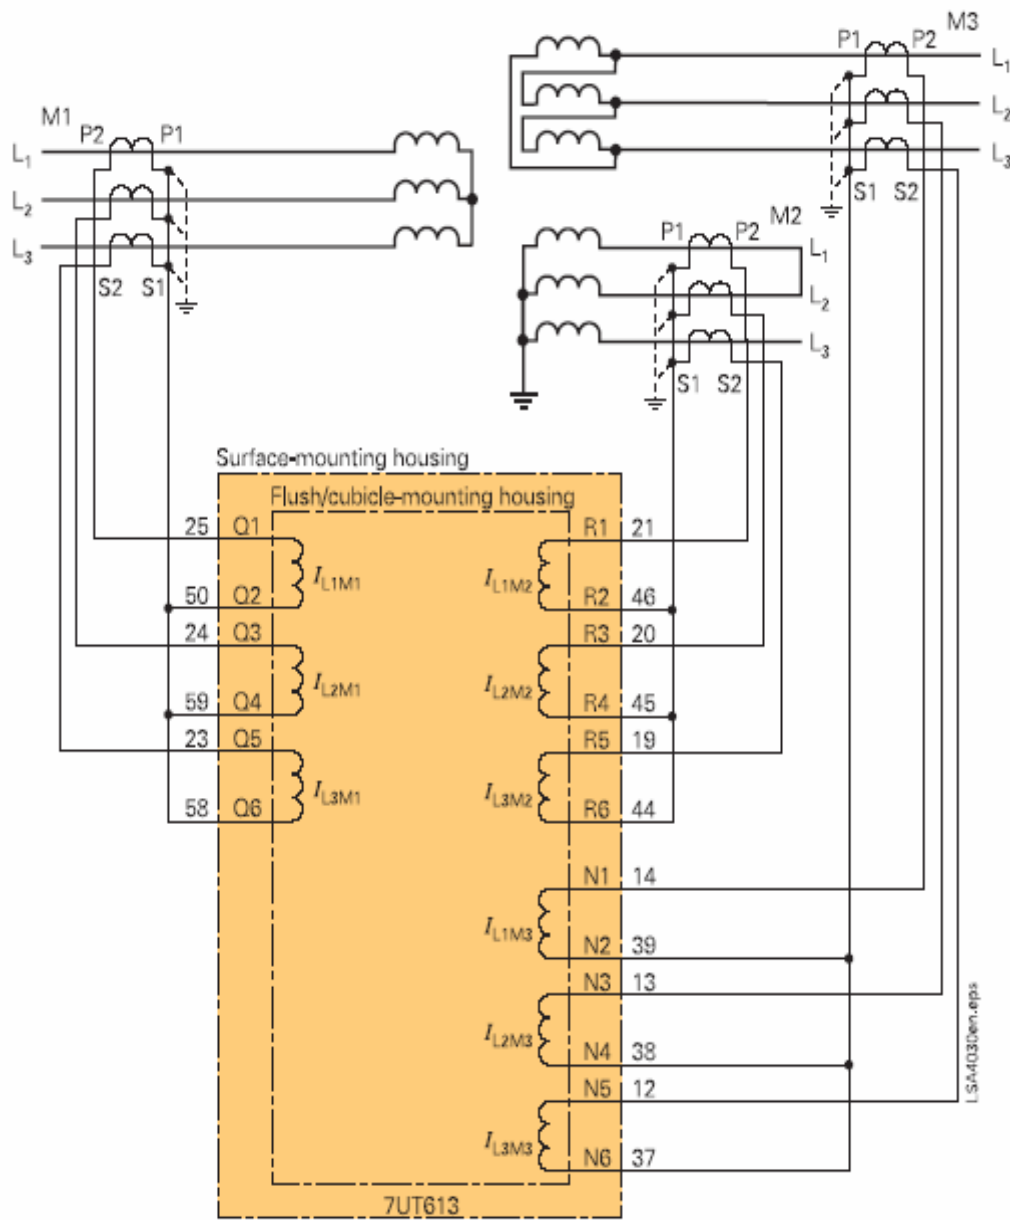 M3
P1 P2
L1
L2
L3
S1 S2
M1
P2 P1
L1
L2
L3
S2 S1
M2
P1 P2
L1
L2
L3
S1 S2
Surface-mounting housing
Flush/cubicle-mounting housing
25 Q1
IL1M1
50 Q2
24 Q3
IL2M1
59 Q4
23 Q5
IL3M1
58 Q6
R1 21
IL1M2
R2 46
R3 20
IL2M2
R4 45
R5 19
IL3M2
R6 44
N1 14
IL1M3
N2 39
N3 13
IL2M3
N4 38
N5 12
IL3M3
N6 37
7UT613
LSA4030en.eps